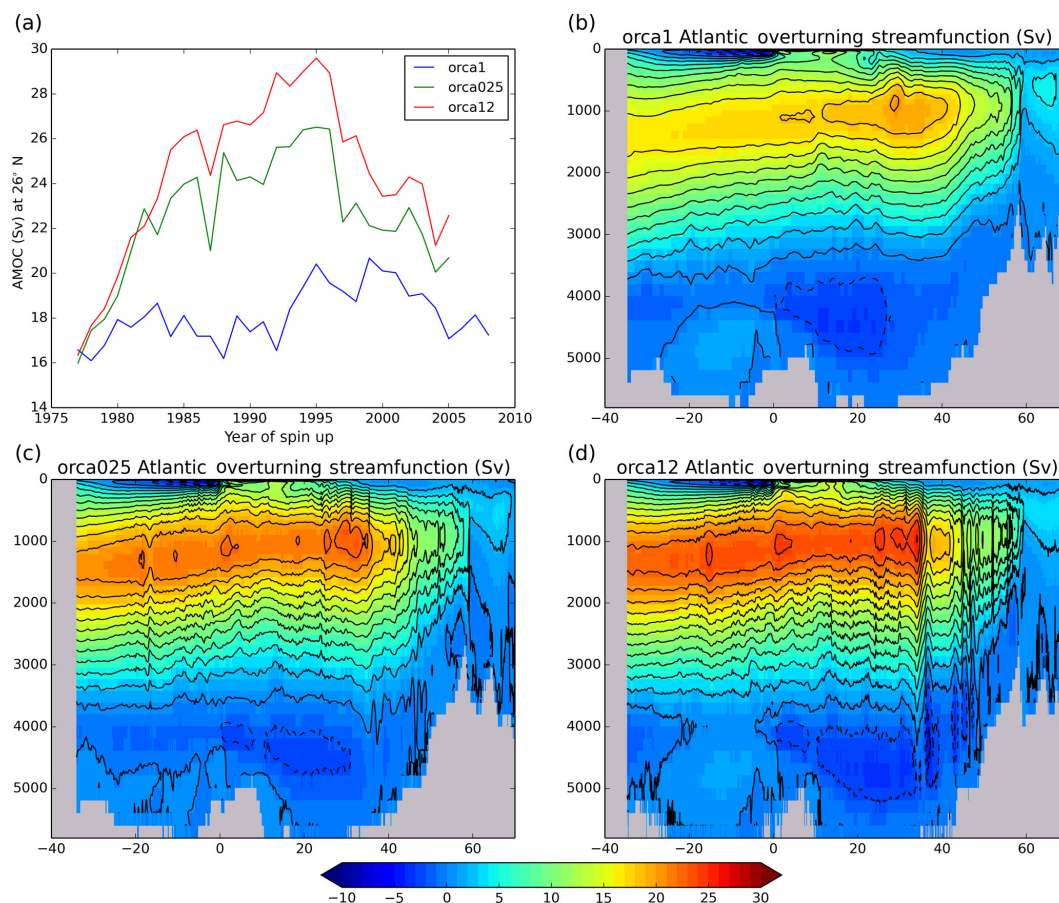 (a)
30
28
26
24
22
20
18
16
14
AMOC (Sv) at 26° N
orca1
orca025
orca12
1975 1980 1985 1990 1995 2000 2005 2010
Year of spin up
(b)
orca1 Atlantic overturning streamfunction (Sv)
0
1000
2000
3000
4000
5000
−40 −20 0 20 40 60
(c)
orca025 Atlantic overturning streamfunction (Sv)
0
1000
2000
3000
4000
5000
−40 −20 0 20 40 60
(d)
orca12 Atlantic overturning streamfunction (Sv)
0
1000
2000
3000
4000
5000
−40 −20 0 20 40 60
−10 −5 0 5 10 15 20 25 30